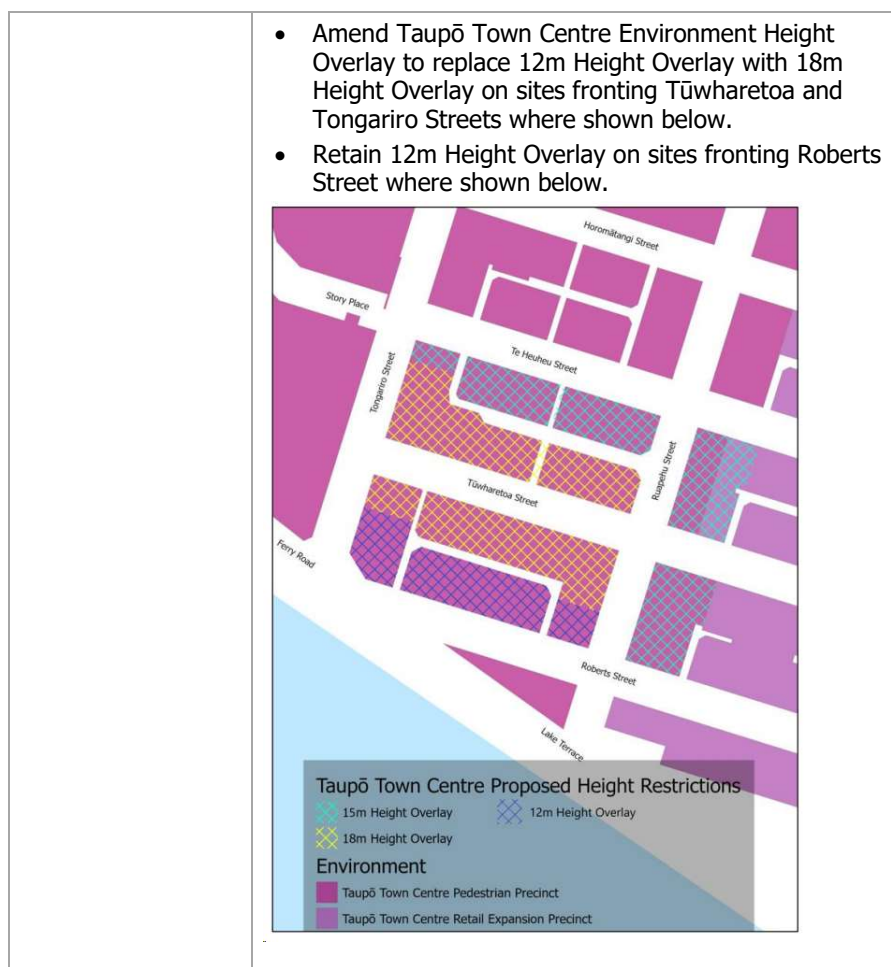 • Amend Taupō Town Centre Environment Height
Overlay to replace 12m Height Overlay with 18m
Height Overlay on sites fronting Tūwharetoa and
Tongariro Streets where shown below.
• Retain 12m Height Overlay on sites fronting Roberts
Street where shown below.
Horomātangi Street
Story Place
Te Heuheu Street
Tongariro Street
Ruapehu Street
Tūwharetoa Street
Ferry Road
Roberts Street
Lake Terrace
Taupō Town Centre Proposed Height Restrictions
15m Height Overlay
12m Height Overlay
18m Height Overlay
Environment
Taupō Town Centre Pedestrian Precinct
Taupō Town Centre Retail Expansion Precinct